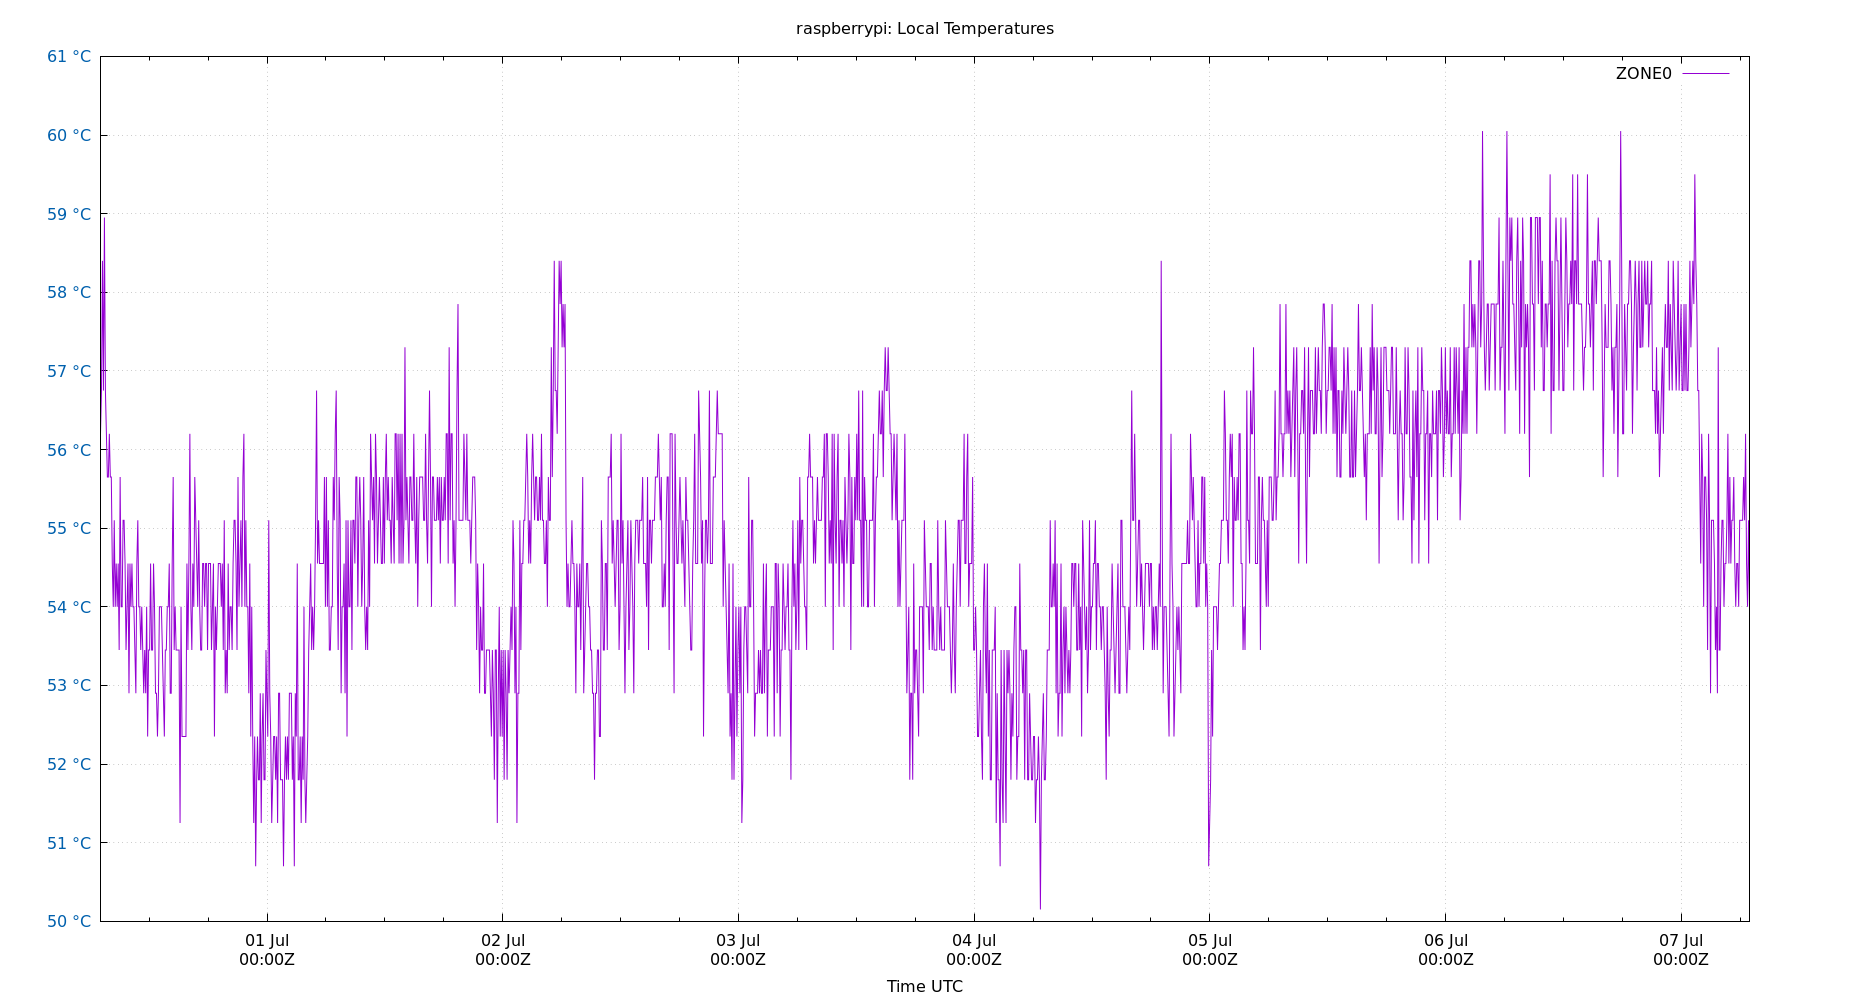 raspberrypi: Local Temperatures
61 °C
ZONE0
60 °C
59 °C
58 °C
57 °C
56 °C
55 °C
54 °C
53 °C
52 °C
51 °C
50 °C
01 Jul 02 Jul 03 Jul 04 Jul 05 Jul 06 Jul 07 Jul
00:00Z 00:00Z 00:00Z 00:00Z 00:00Z 00:00Z 00:00Z
Time UTC